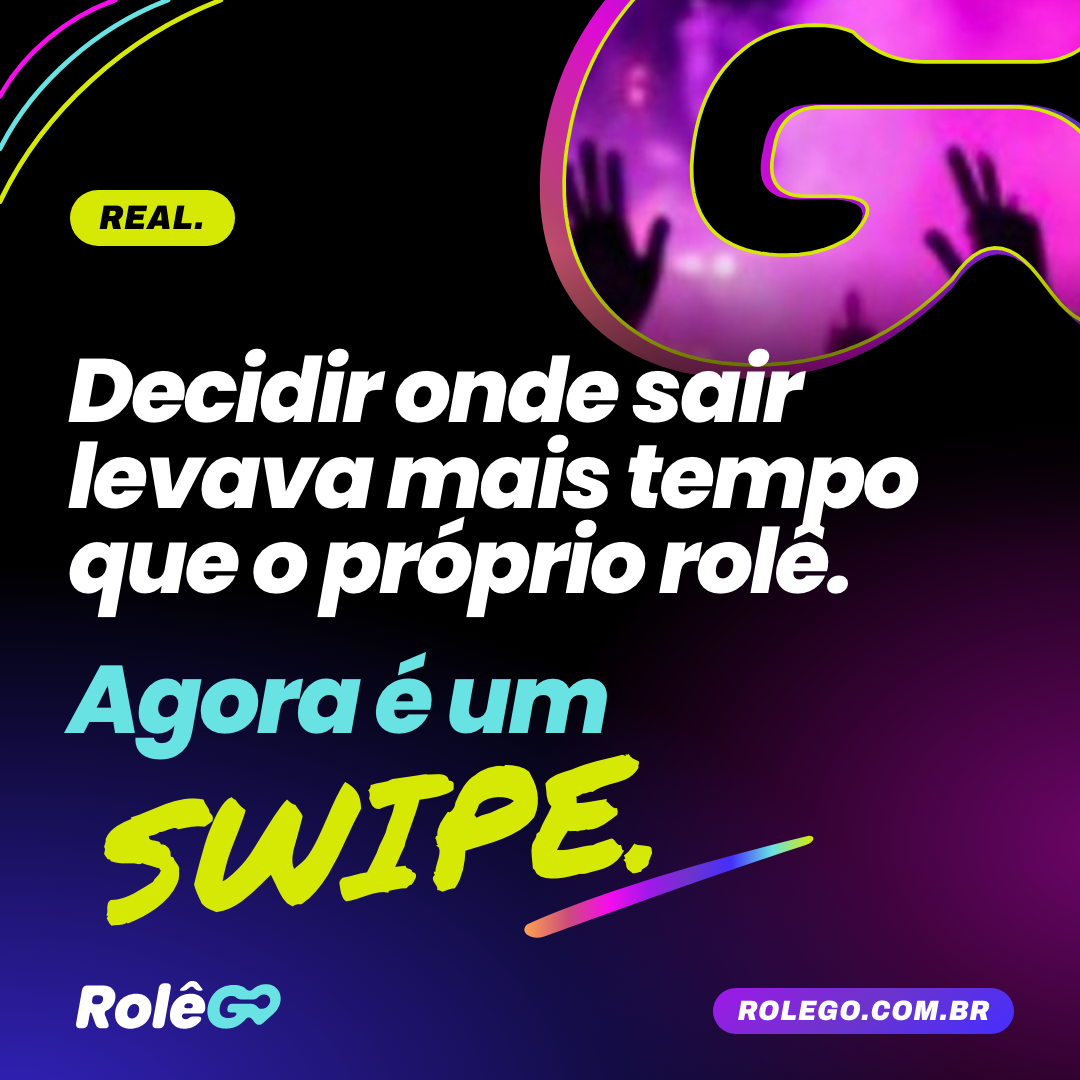 REAL.
Decidir onde sair
levava mais tempo
que o próprio rolê.
Agora é um
SWIPE.
RolêGO
ROLEGO.COM.BR